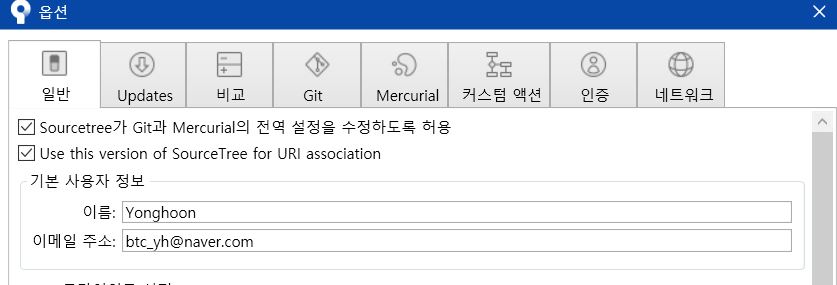 옵션
일반 Updates 비교 Git Mercurial 커스텀 액션 인증 네트워크
Sourcetree가 Git과 Mercurial의 전역 설정을 수정하도록 허용
Use this version of SourceTree for URI association
기본 사용자 정보
이름: Yonghoon
이메일 주소: btc_yh@naver.com